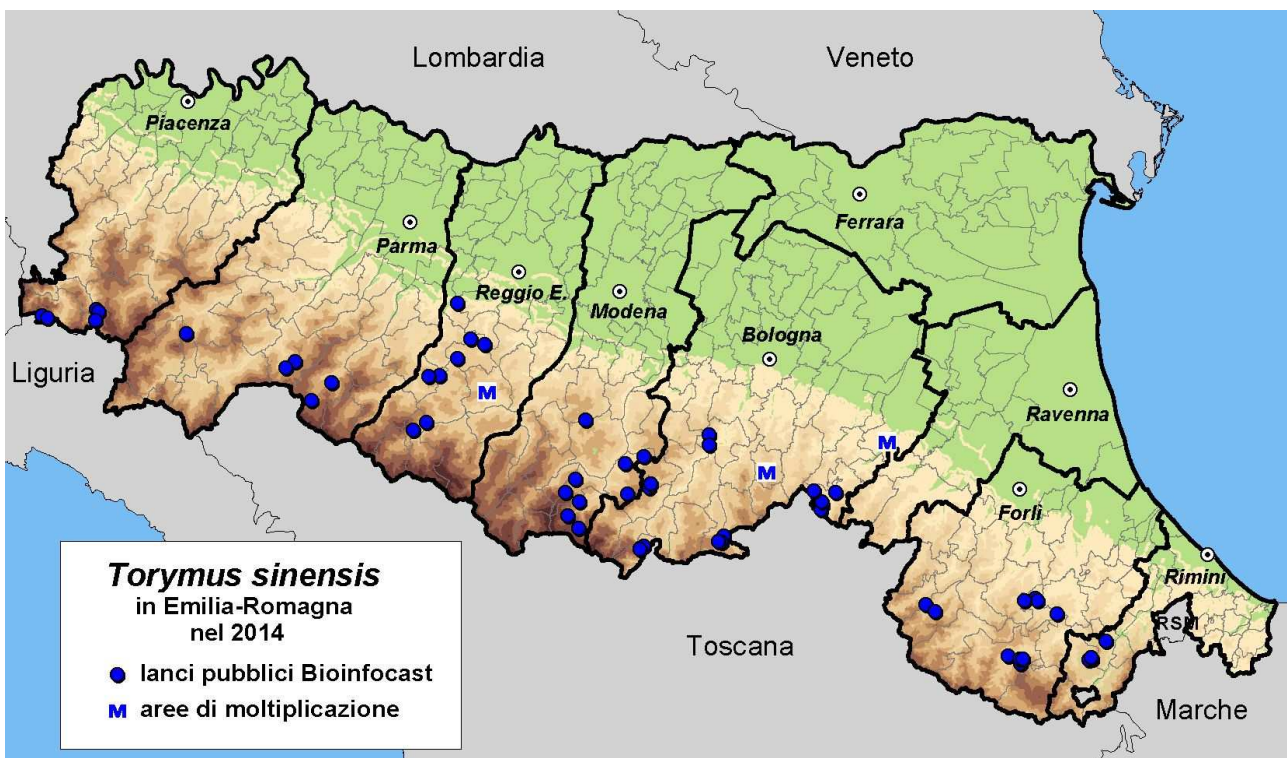 Lombardia
Veneto
Piacenza
Parma
Ferrara
Reggio E.
Modena
Bologna
Liguria
Ravenna
Forlì
Rimini
RSM
Toscana
Marche
Torymus sinensis
in Emilia-Romagna
nel 2014
lanci pubblici Bioinfocast
M aree di moltiplicazione
M
M
M